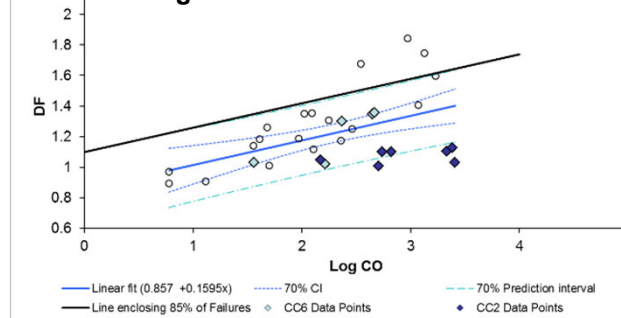 2
1.8
1.6
1.4
1.2
1
0.8
0.6
DF
0 1 2 3 4
Log CO
Linear fit (0.857 +0.1595x) 70% CI 70% Prediction interval
Line enclosing 85% of Failures CC6 Data Points CC2 Data Points